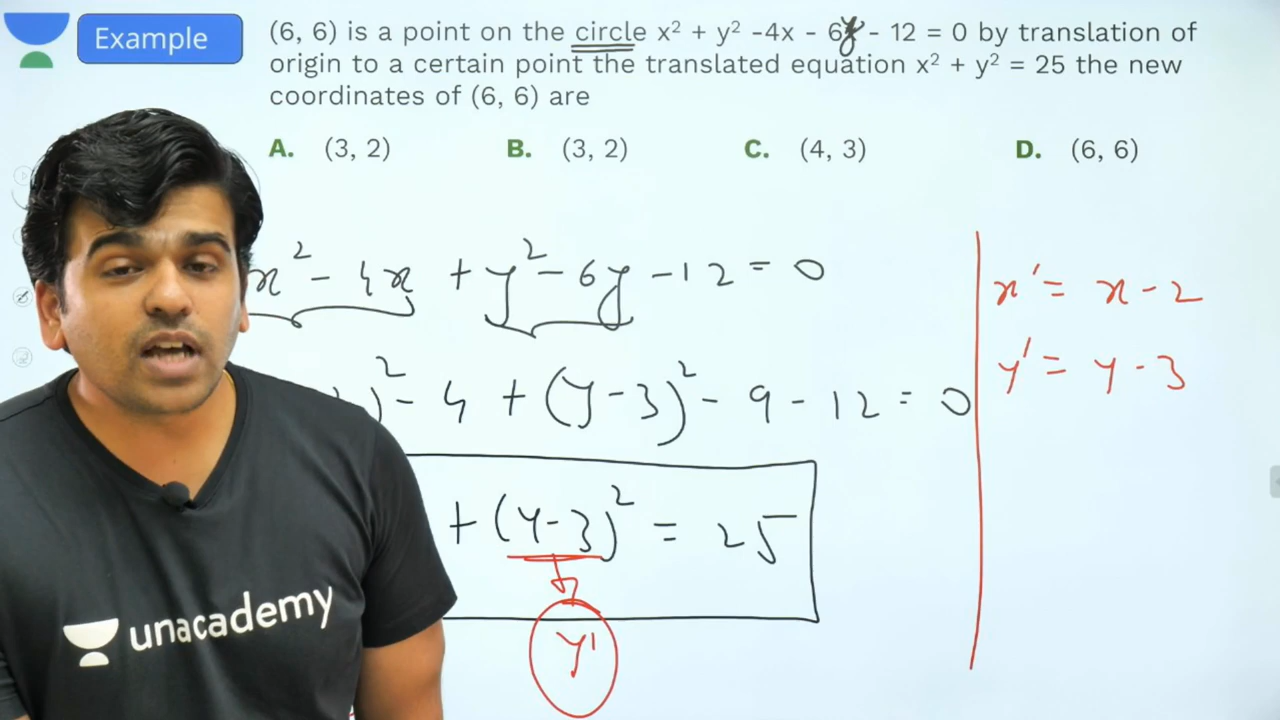 Example
(6, 6) is a point on the circle x² + y² -4x - 6y - 12 = 0 by translation of
origin to a certain point the translated equation x² + y² = 25 the new
coordinates of (6, 6) are
A. (3, 2) B. (3, 2) C. (4, 3) D. (6, 6)
x² - 4x + y² - 6y - 12 = 0
)² - 4 + (y - 3)² - 9 - 12 = 0
+ (y - 3)² = 25
y'
x' = x - 2
y' = y - 3
unacademy